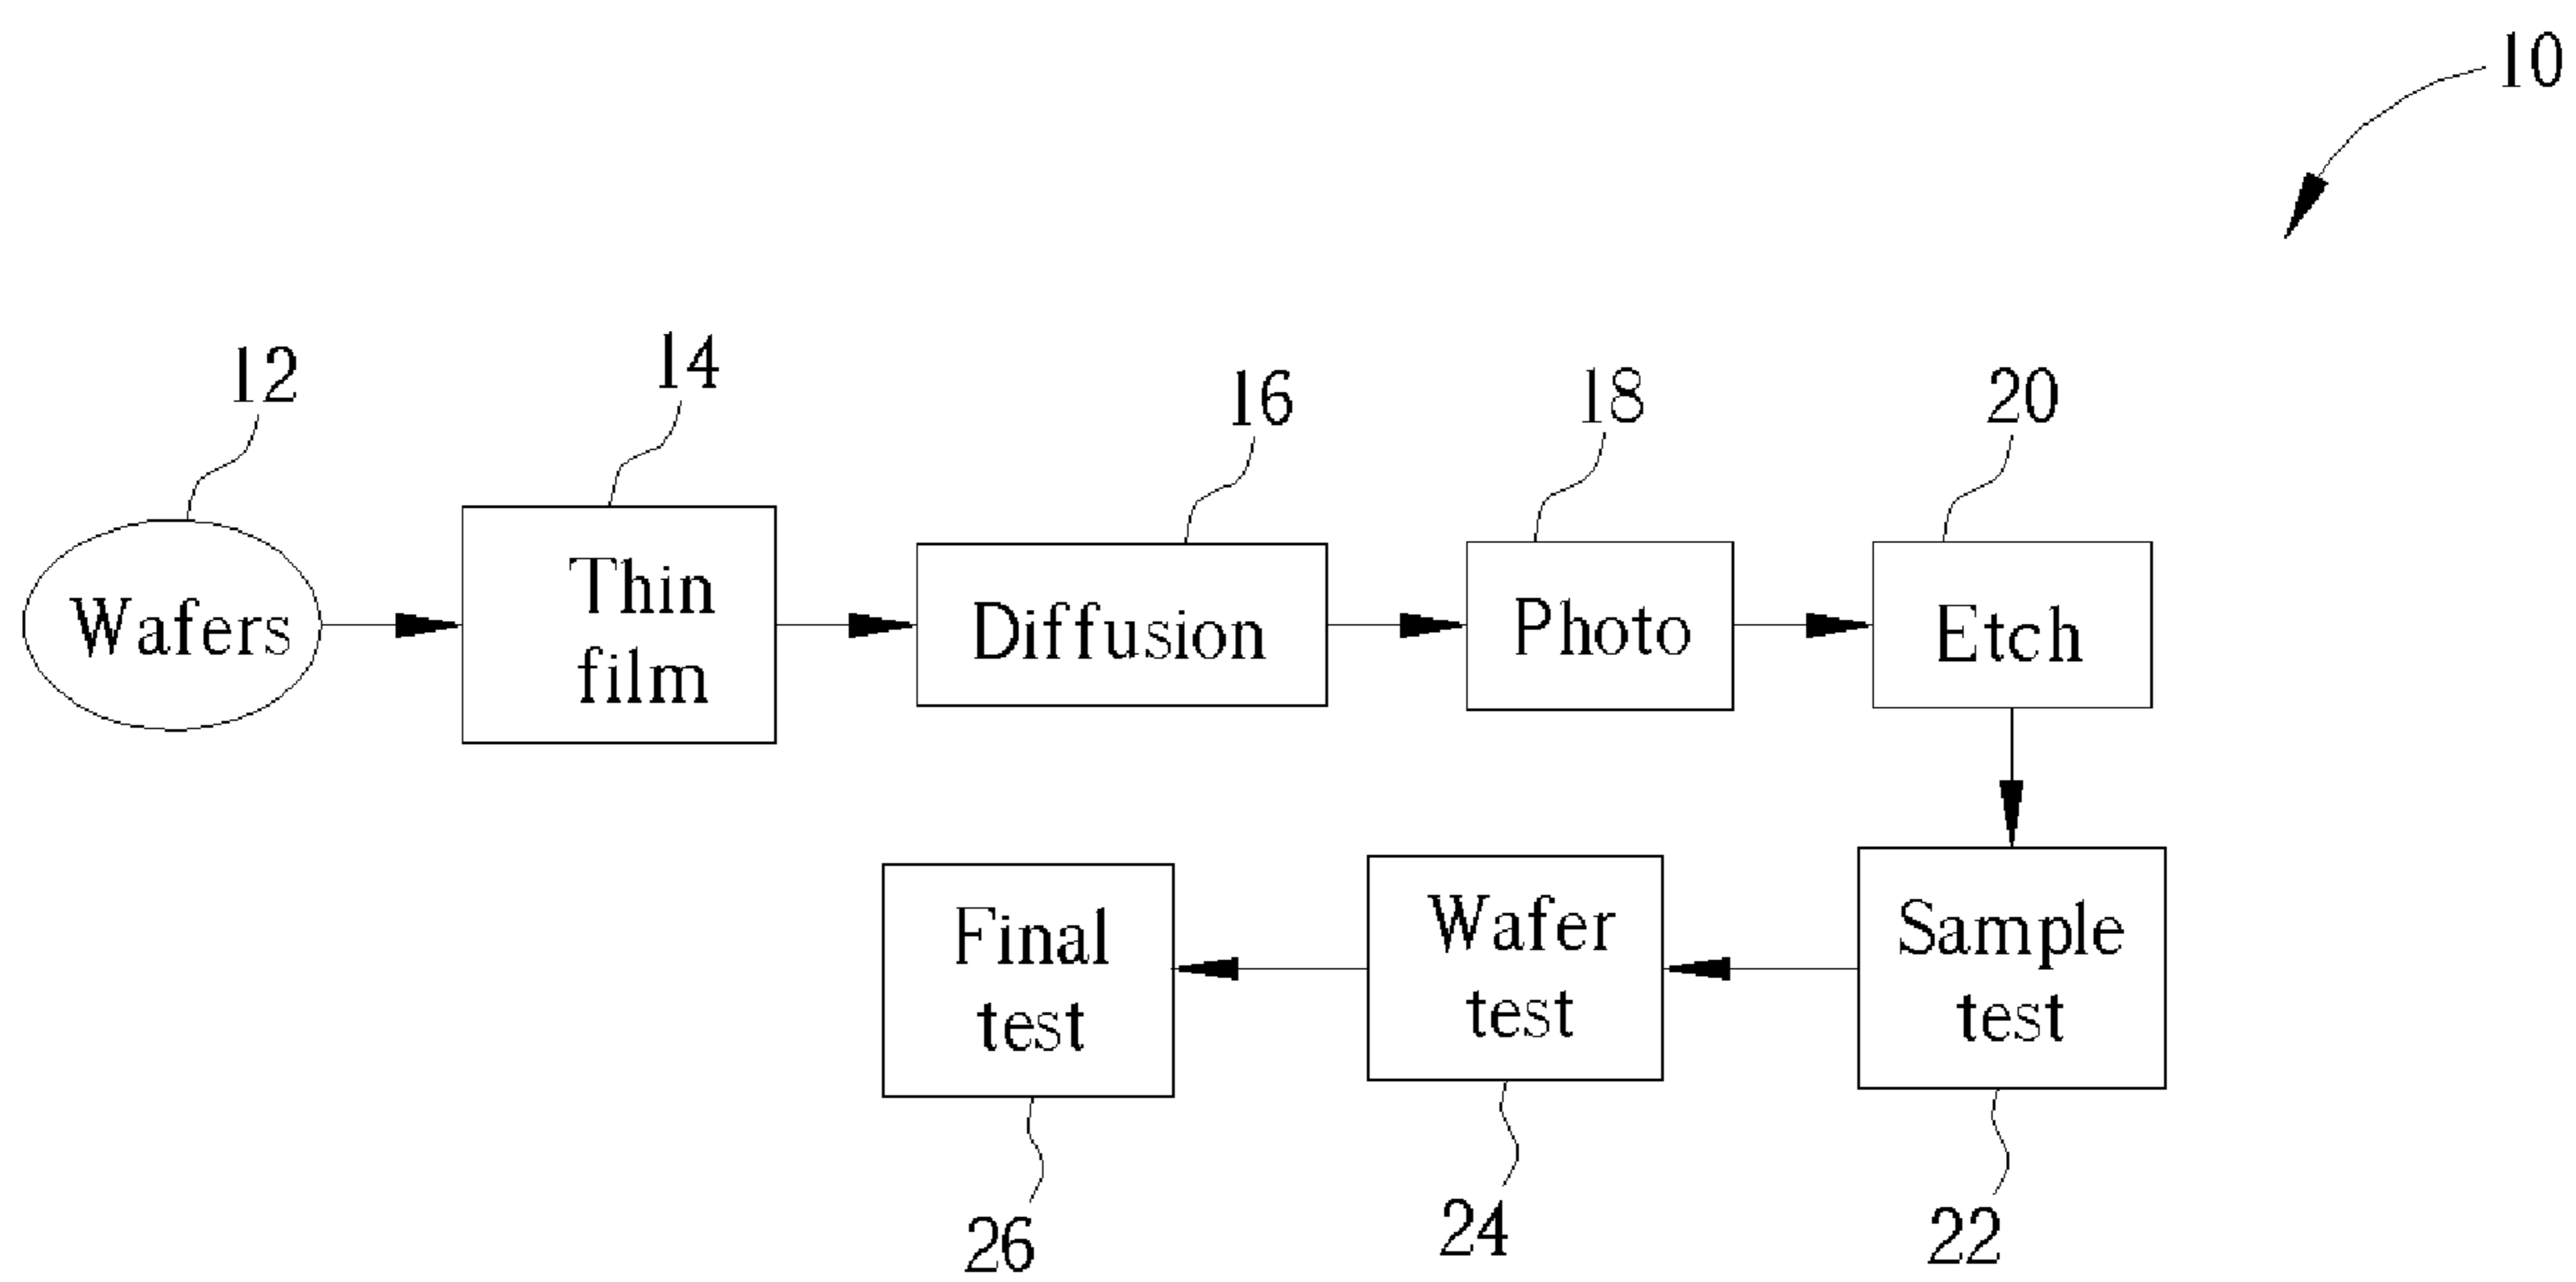 10
12
14
16
18
20
Wafers
Thin
film
Diffusion
Photo
Etch
Final
test
Wafer
test
Sample
test
26
24
22